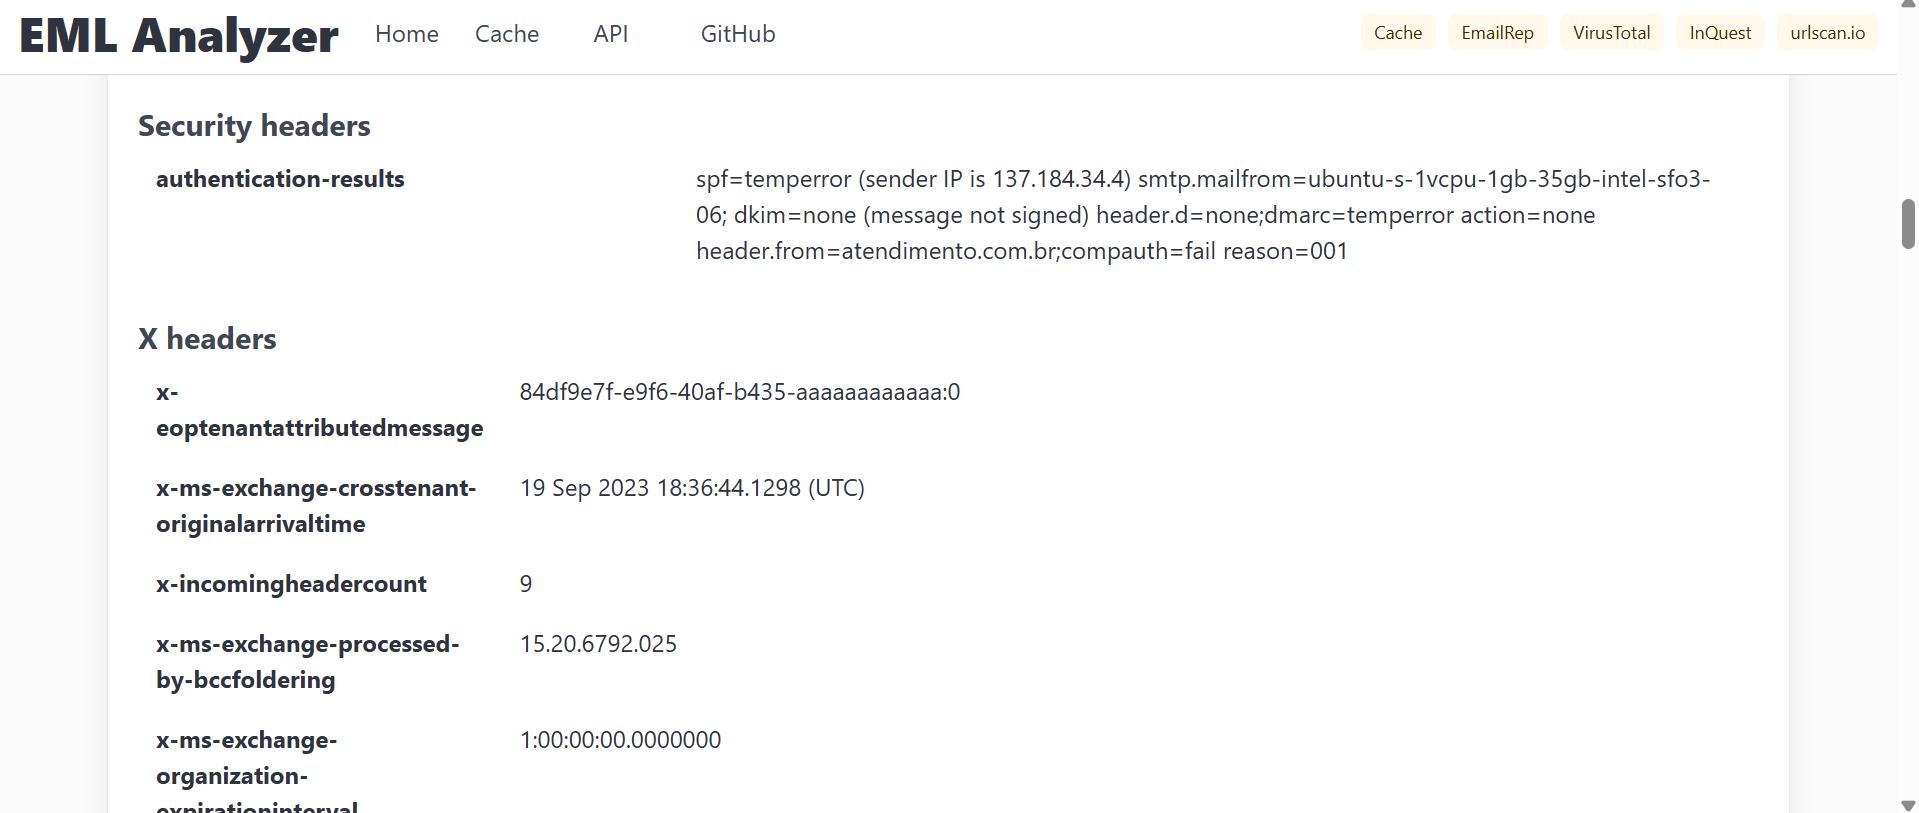 EML Analyzer Home Cache API GitHub Cache EmailRep VirusTotal InQuest urlscan.io
Security headers
authentication-results spf=temperror (sender IP is 137.184.34.4) smtp.mailfrom=ubuntu-s-1vcpu-1gb-35gb-intel-sfo3-
06; dkim=none (message not signed) header.d=none;dmarc=temperror action=none
header.from=atendimento.com.br;compauth=fail reason=001
X headers
x- 84df9e7f-e9f6-40af-b435-aaaaaaaaaaaa:0
eoptenantattributedmessage
x-ms-exchange-crosstenant- 19 Sep 2023 18:36:44.1298 (UTC)
originalarrivaltime
x-incomingheadercount 9
x-ms-exchange-processed- 15.20.6792.025
by-bccfoldering
x-ms-exchange- 1:00:00:00.0000000
organization-
expirationinterval